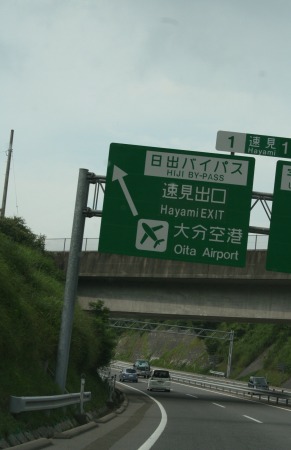 1 速見 1
Hayami
日出バイパス
HIJI BY-PASS
速見出口
Hayami EXIT
大分空港
Oita Airport